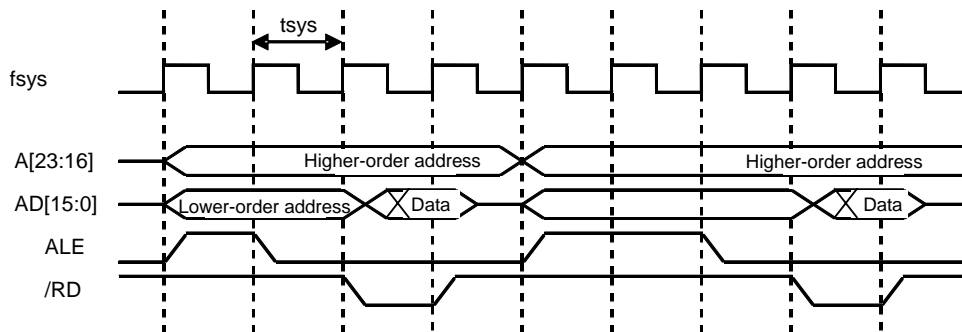 tsys
fsys
A[23:16]
Higher-order address
Higher-order address
AD[15:0]
Lower-order address
Data
Data
ALE
/RD